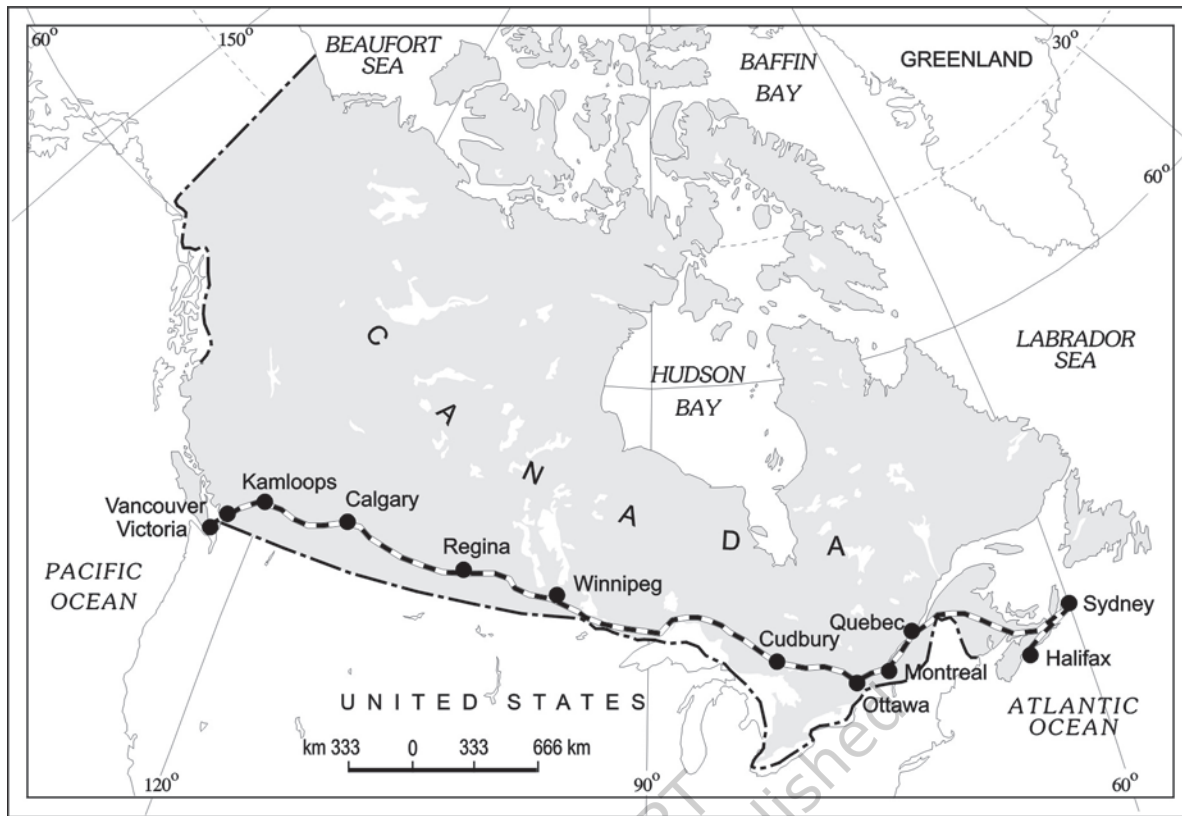 60°
150°
BEAUFORT
SEA
BAFFIN
BAY
GREENLAND
30°
60°
LABRADOR
SEA
HUDSON
BAY
C
A
N
A
D
A
Kamloops
Vancouver
Victoria
Calgary
Regina
Winnipeg
PACIFIC
OCEAN
Cudbury
Quebec
Montreal
Ottawa
Sydney
Halifax
ATLANTIC
OCEAN
UNITED STATES
km 333 0 333 666 km
120°
90°
60°